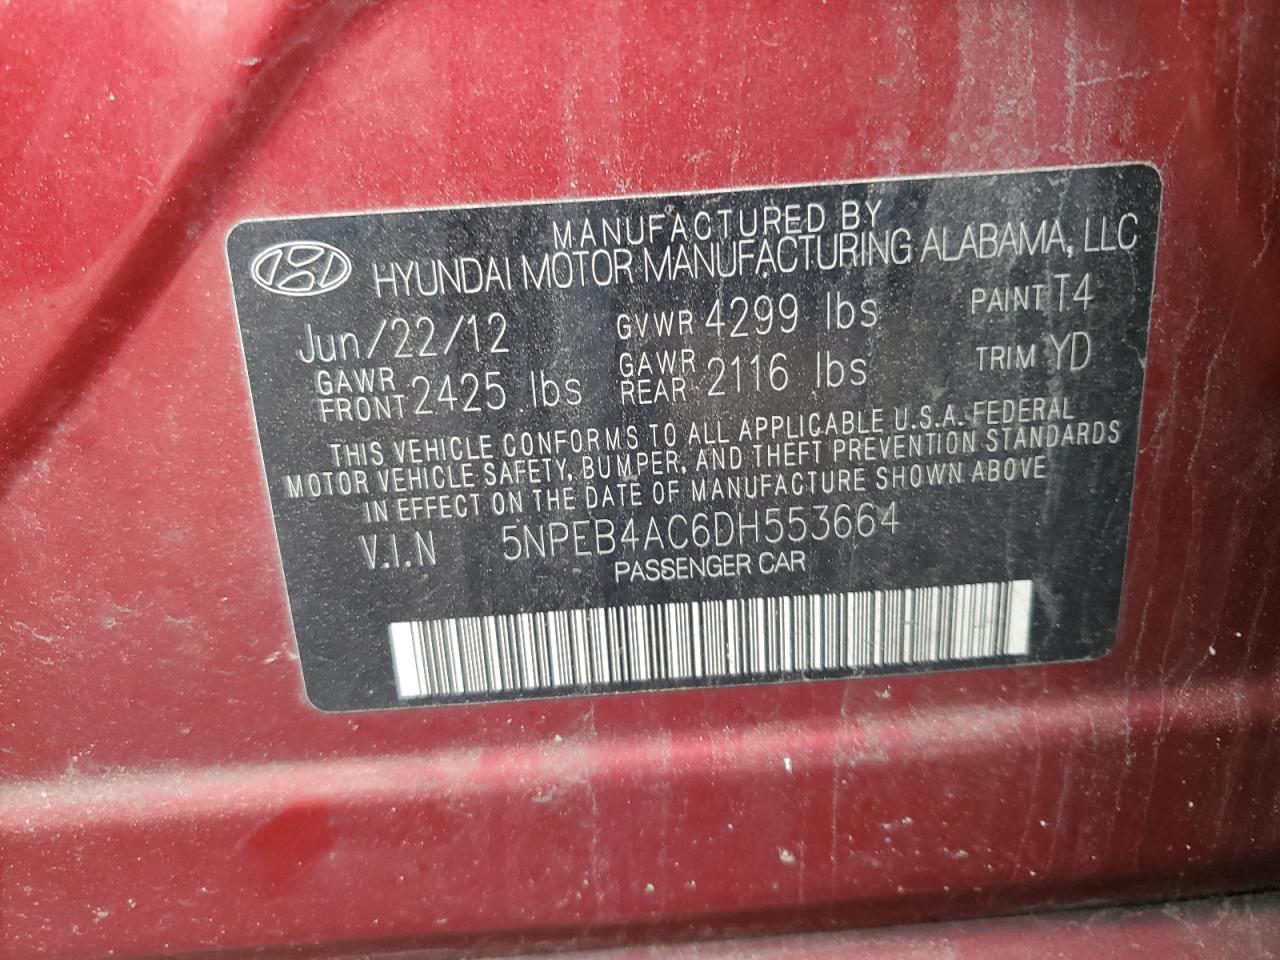 MANUFACTURED BY
HYUNDAI MOTOR MANUFACTURING ALABAMA, LLC
Jun/22/12 GVWR 4299 lbs PAINT T4
GAWR FRONT 2425 lbs GAWR REAR 2116 lbs TRIM YD
THIS VEHICLE CONFORMS TO ALL APPLICABLE U.S.A. FEDERAL
MOTOR VEHICLE SAFETY, BUMPER, AND THEFT PREVENTION STANDARDS
IN EFFECT ON THE DATE OF MANUFACTURE SHOWN ABOVE
V.I.N 5NPEB4AC6DH553664
PASSENGER CAR